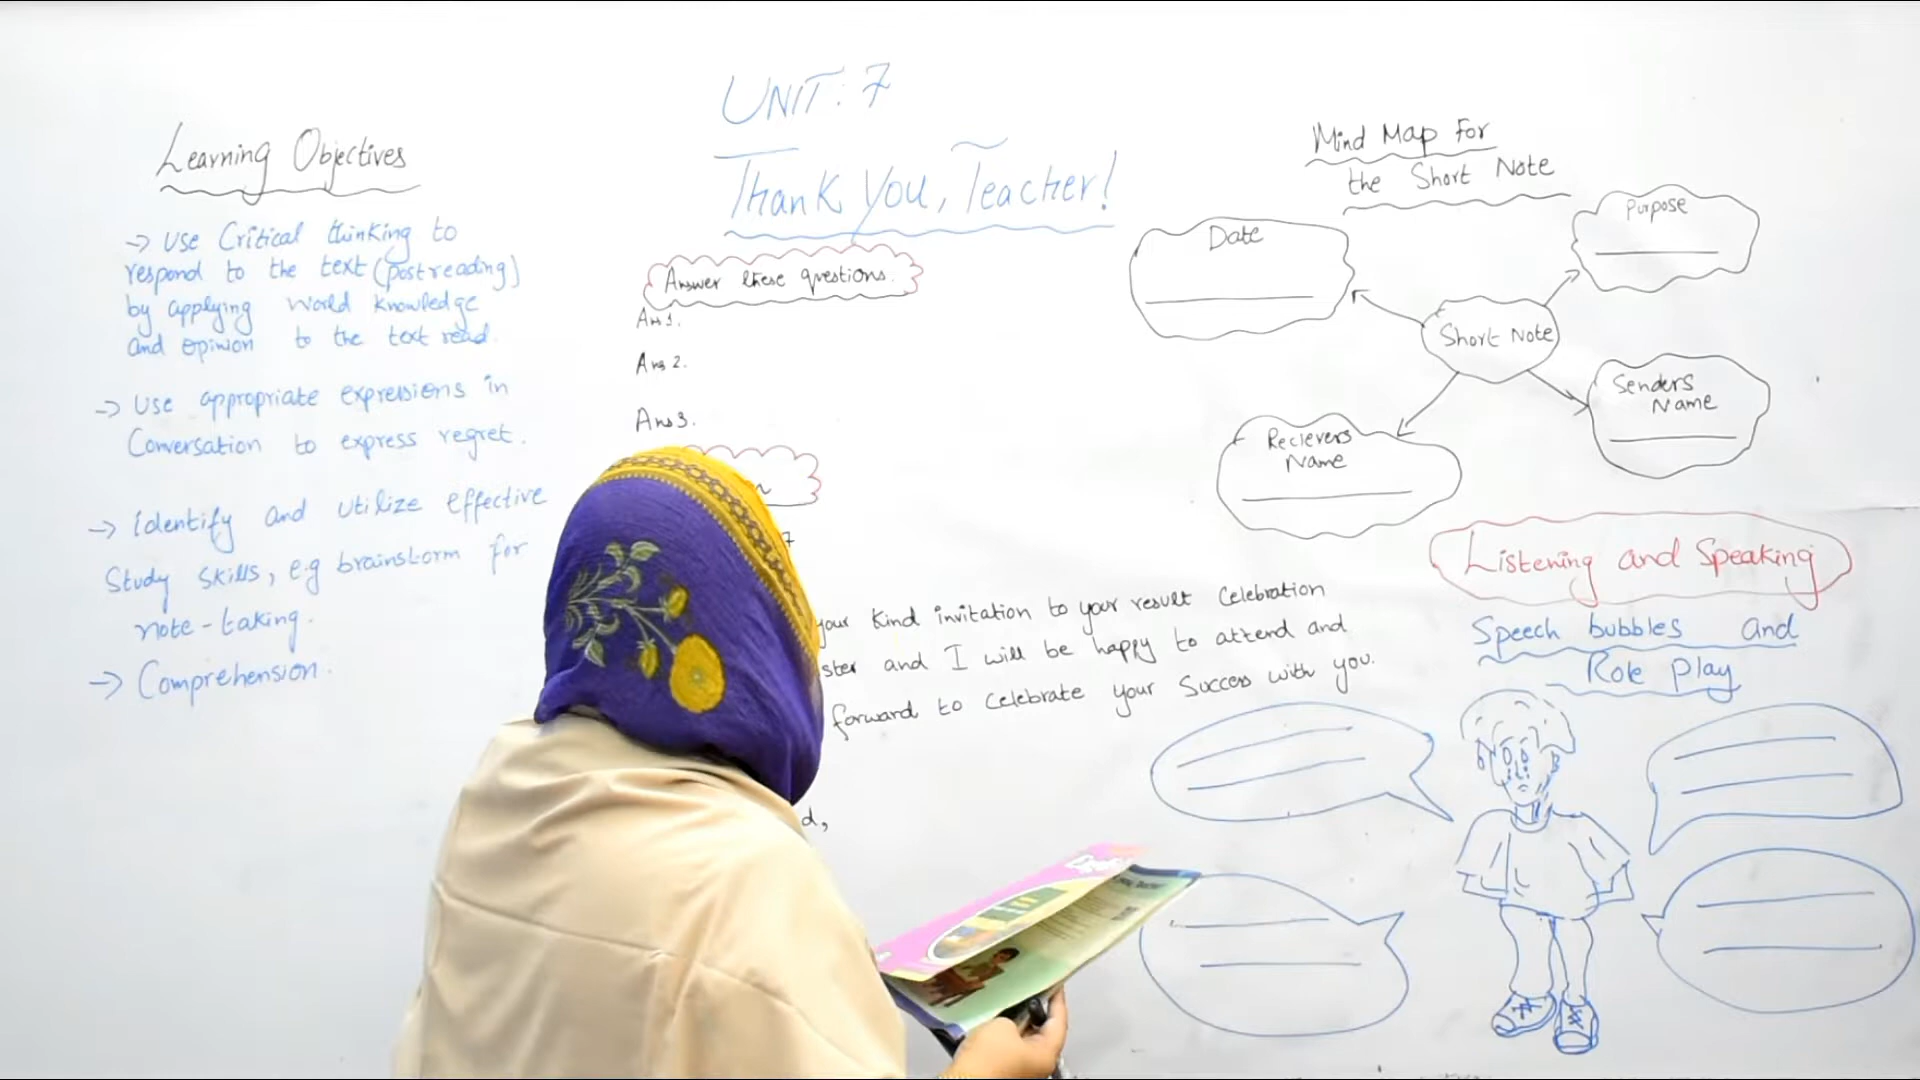 UNIT: 7
Thank You, Teacher!
Learning Objectives
-> Use Critical thinking to
respond to the text (post reading)
by applying world knowledge
and opinion to the text read.
-> Use appropriate expressions in
Conversation to express regret.
-> Identify and utilize effective
Study skills, e.g brainstorm for
note-taking.
-> Comprehension.
Answer these questions.
Ans 1.
Ans 2.
Ans 3.
7
your kind invitation to your result celebration
ster and I will be happy to attend and
forward to celebrate your success with you.
d,
Mind Map For
the Short Note
Date
Purpose
Short Note
Senders
Name
Recievers
Name
Listening and Speaking
Speech bubbles and
Role play